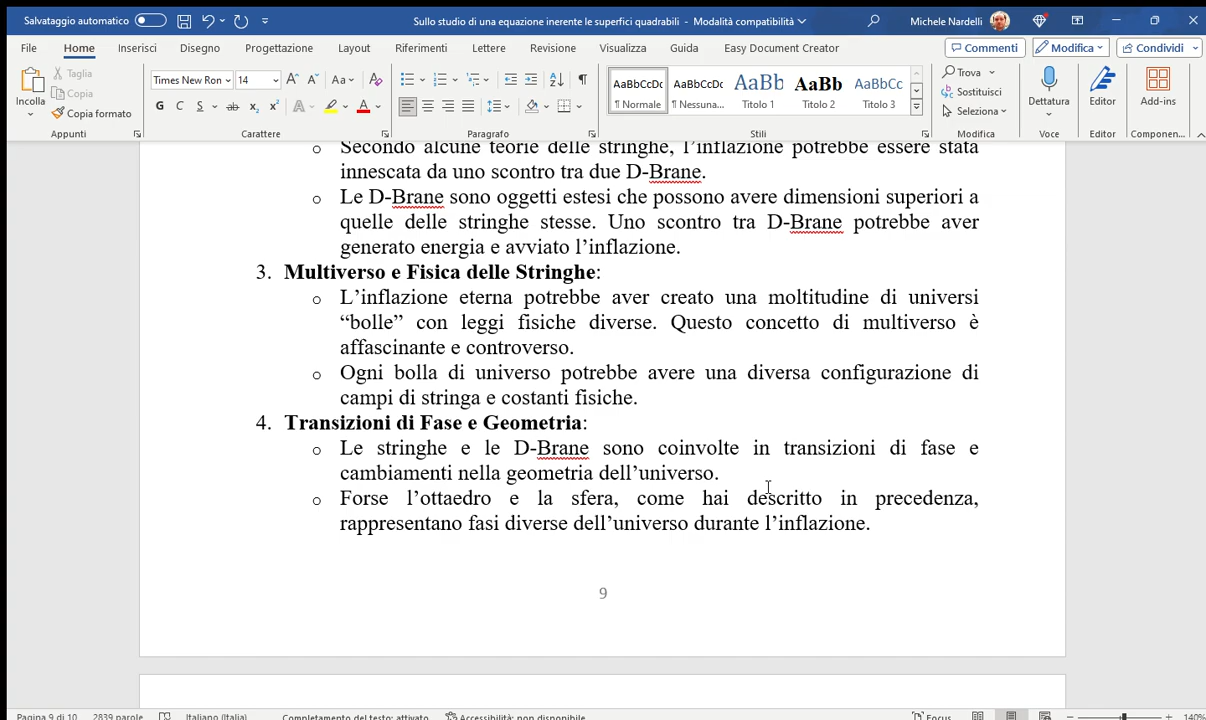 Salvataggio automatico
Sullo studio di una equazione inerente le superfici quadrabili - Modalità compatibilità
Michele Nardelli
File Home Inserisci Disegno Progettazione Layout Riferimenti Lettere Revisione Visualizza Guida Easy Document Creator
Commenti Modifica Condividi
Incolla
Taglia
Copia
Copia formato
Appunti
Times New Ron 14
Carattere
Paragrafo
AaBbCcDc AaBbCcDc AaBb AaBb AaBbCc
¶ Normale ¶ Nessuna... Titolo 1 Titolo 2 Titolo 3
Stili
Trova
Sostituisci
Seleziona
Modifica
Dettatura
Voce
Editor
Editor
Add-ins
Componen...
Secondo alcune teorie delle stringhe, l’inflazione potrebbe essere stata
innescata da uno scontro tra due D-Brane.
o Le D-Brane sono oggetti estesi che possono avere dimensioni superiori a
quelle delle stringhe stesse. Uno scontro tra D-Brane potrebbe aver
generato energia e avviato l’inflazione.
3. Multiverso e Fisica delle Stringhe:
o L’inflazione eterna potrebbe aver creato una moltitudine di universi
“bolle” con leggi fisiche diverse. Questo concetto di multiverso è
affascinante e controverso.
o Ogni bolla di universo potrebbe avere una diversa configurazione di
campi di stringa e costanti fisiche.
4. Transizioni di Fase e Geometria:
o Le stringhe e le D-Brane sono coinvolte in transizioni di fase e
cambiamenti nella geometria dell’universo.
o Forse l’ottaedro e la sfera, come hai descritto in precedenza,
rappresentano fasi diverse dell’universo durante l’inflazione.
9
Pagina 9 di 10 2839 parole Italiano (Italia) Completamento del testo: attivato Accessibilità: non disponibile Focus 140%